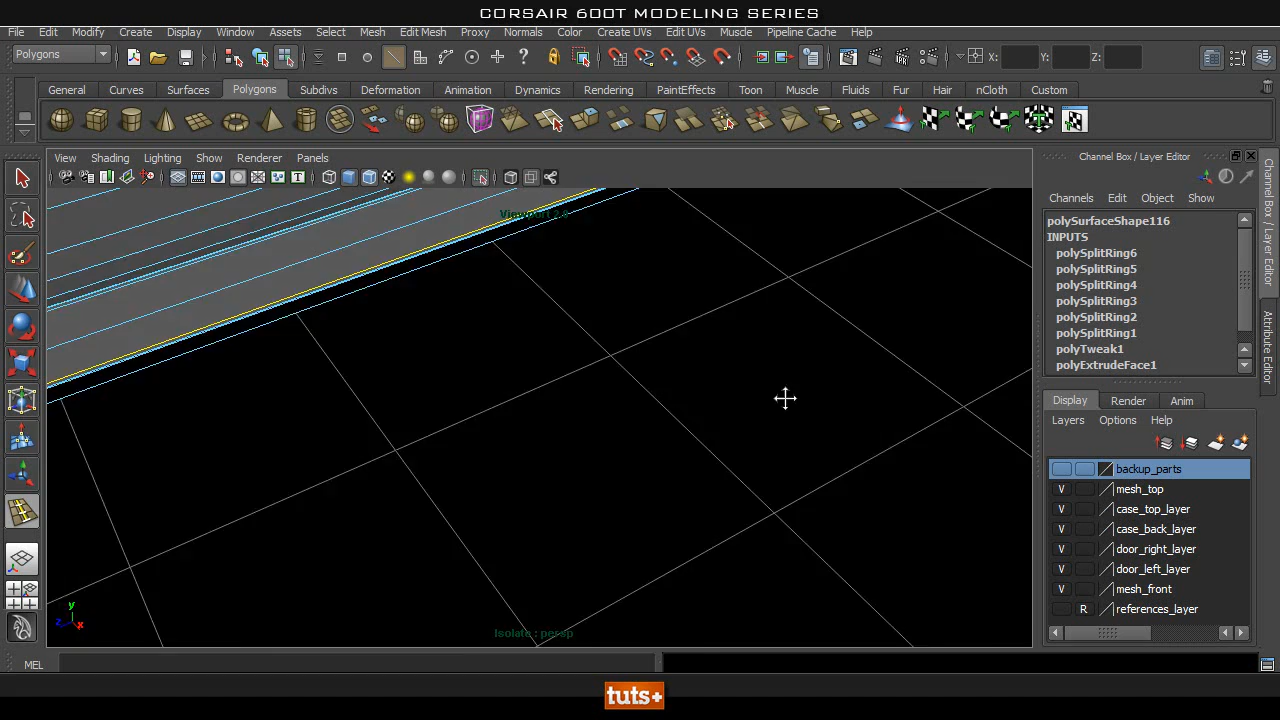 CORSAIR 600T MODELING SERIES
File Edit Modify Create Display Window Assets Select Mesh Edit Mesh Proxy Normals Color Create UVs Edit UVs Muscle Pipeline Cache Help
Polygons X: Y: Z:
General Curves Surfaces Polygons Subdivs Deformation Animation Dynamics Rendering PaintEffects Toon Muscle Fluids Fur Hair nCloth Custom
View Shading Lighting Show Renderer Panels
Channel Box / Layer Editor
Channels Edit Object Show
polySurfaceShape116
INPUTS
polySplitRing6
polySplitRing5
polySplitRing4
polySplitRing3
polySplitRing2
polySplitRing1
polyTweak1
polyExtrudeFace1
Channel Box / Layer Editor
Attribute Editor
Viewport 2.0
Display Render Anim
Layers Options Help
backup_parts
V mesh_top
V case_top_layer
V case_back_layer
V door_right_layer
V door_left_layer
V mesh_front
R references_layer
y
z x
Isolate : persp
MEL
tuts+